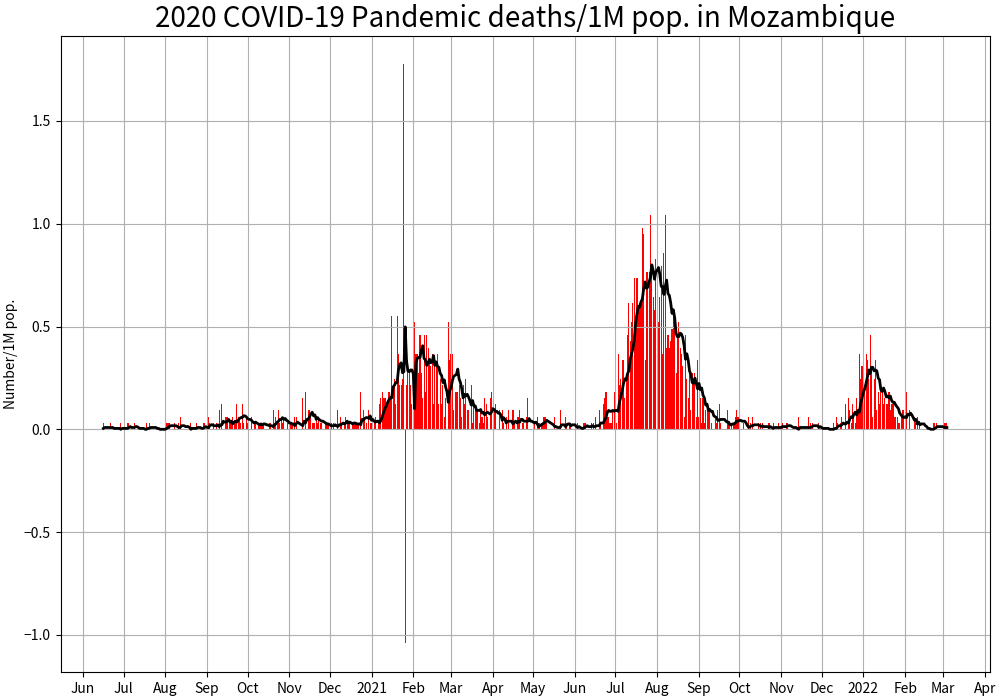 2020 COVID-19 Pandemic deaths/1M pop. in Mozambique
Number/1M pop.
1.5
1.0
0.5
0.0
−0.5
−1.0
Jun Jul Aug Sep Oct Nov Dec 2021 Feb Mar Apr May Jun Jul Aug Sep Oct Nov Dec 2022 Feb Mar Apr